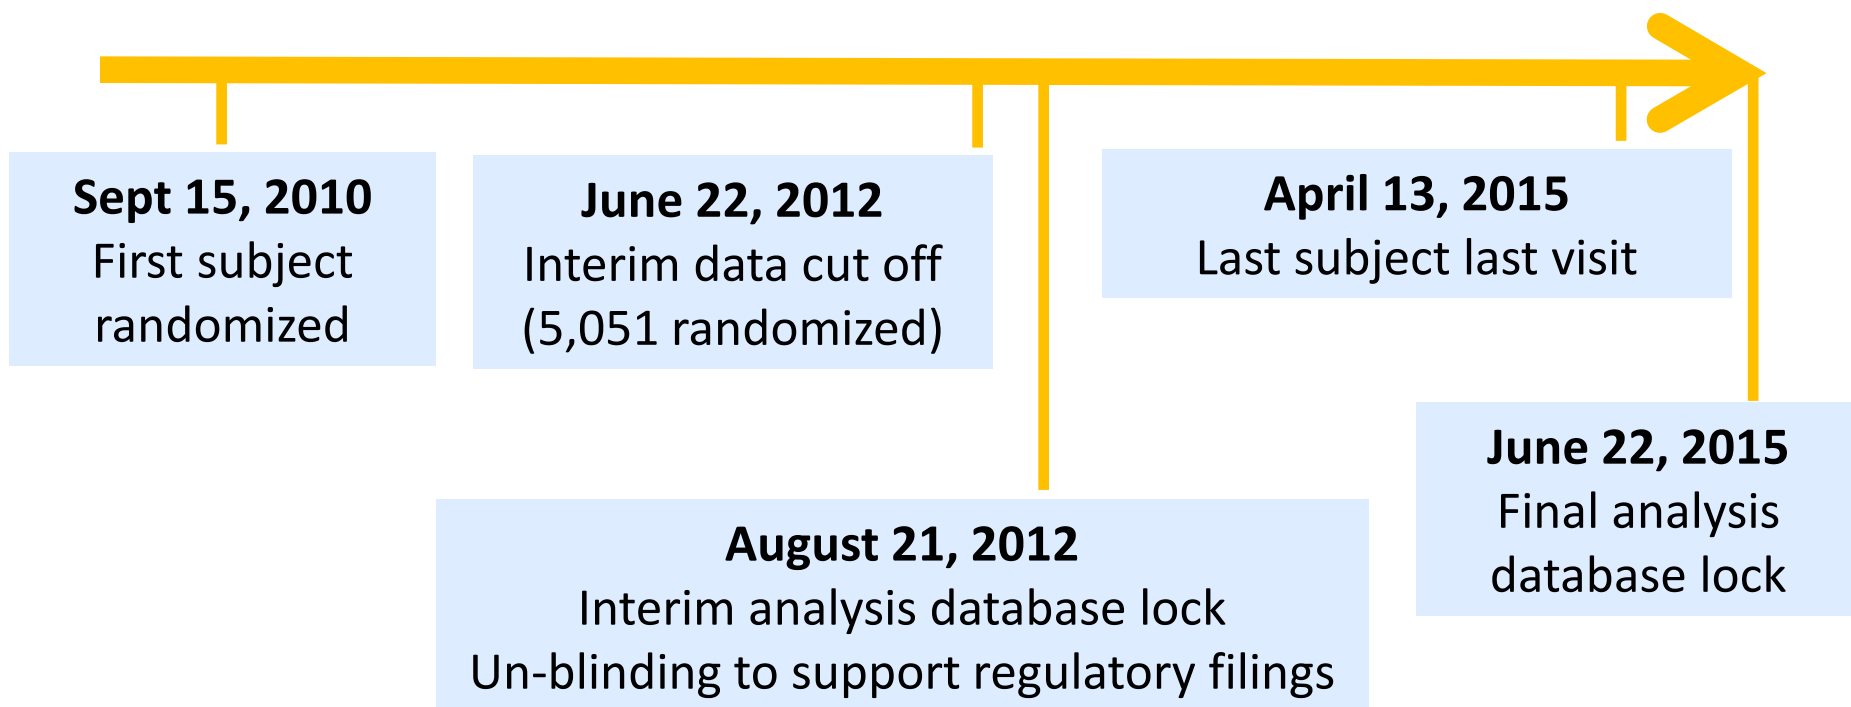 Sept 15, 2010
First subject
randomized
June 22, 2012
Interim data cut off
(5,051 randomized)
April 13, 2015
Last subject last visit
August 21, 2012
Interim analysis database lock
Un-blinding to support regulatory filings
June 22, 2015
Final analysis
database lock